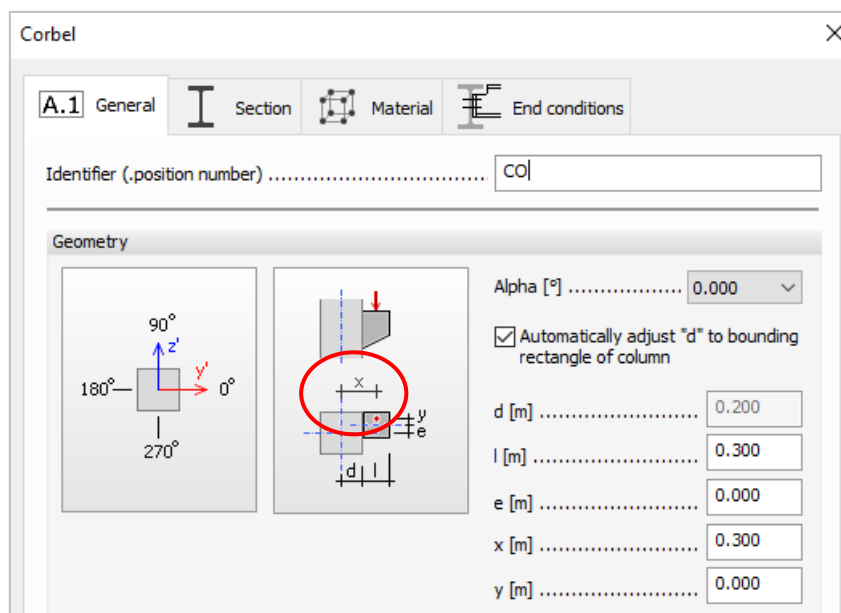 Corbel
A.1 General Section Material End conditions
Identifier (.position number) ..................................... CO
Geometry
90°
z'
y'
180° 0°
270°
x
y
e
d l
Alpha [°] .................. 0.000
Automatically adjust "d" to bounding
rectangle of column
d [m] ......................... 0.200
l [m] ......................... 0.300
e [m] ......................... 0.000
x [m] ......................... 0.300
y [m] ......................... 0.000